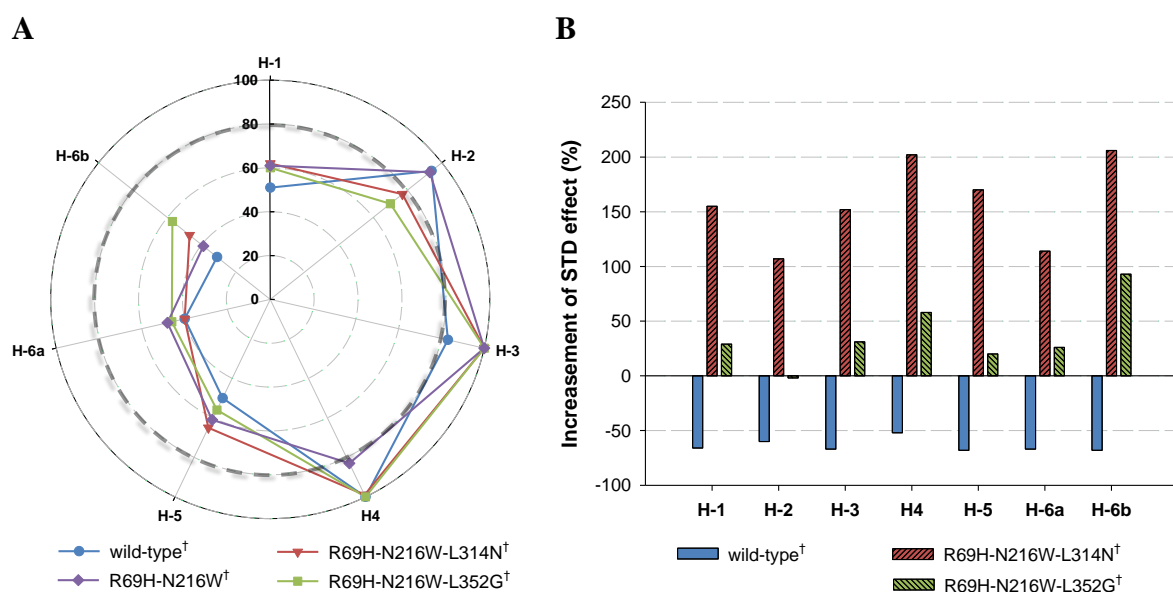 A
B
H-1
H-2
H-3
H4
H-5
H-6a
H-6b
100
80
60
40
20
0
wild-type†
R69H-N216W-L314N†
R69H-N216W†
R69H-N216W-L352G†
Increasement of STD effect (%)
250
200
150
100
50
0
-50
-100
H-1 H-2 H-3 H4 H-5 H-6a H-6b
wild-type†
R69H-N216W-L314N†
R69H-N216W-L352G†